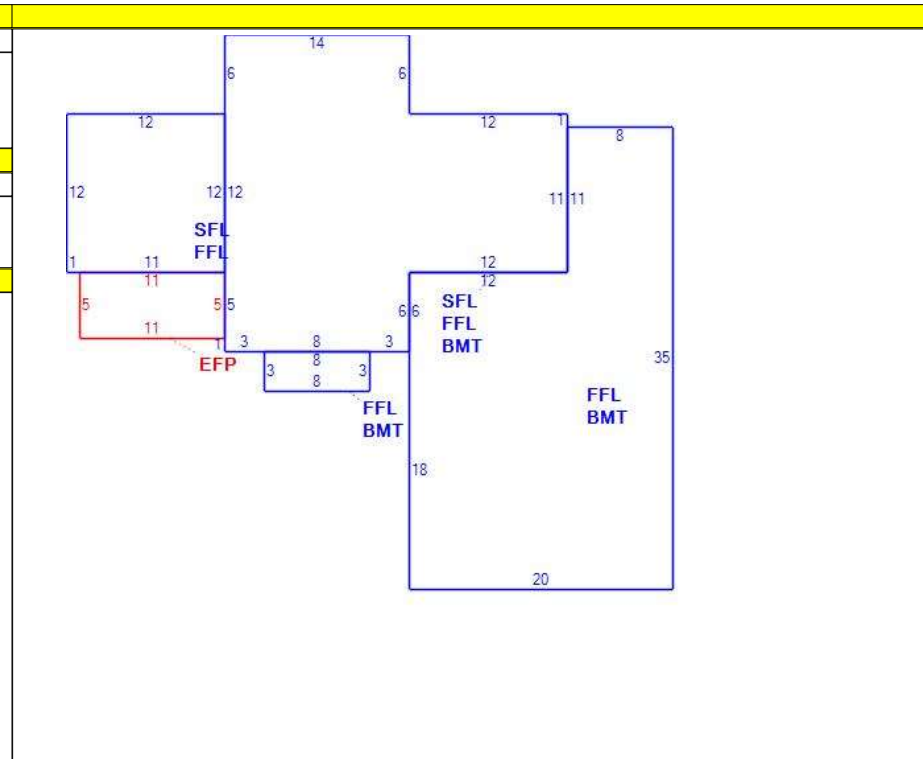 14
6 6
12 12
1 8
12 12 12 11 11
SFL
FFL
1 11 12
11 12
5 5 5 6 6 SFL
FFL
BMT
11 1 3 8 3 35
EFP 8
3 3
8
FFL
BMT
FFL
BMT
18
20